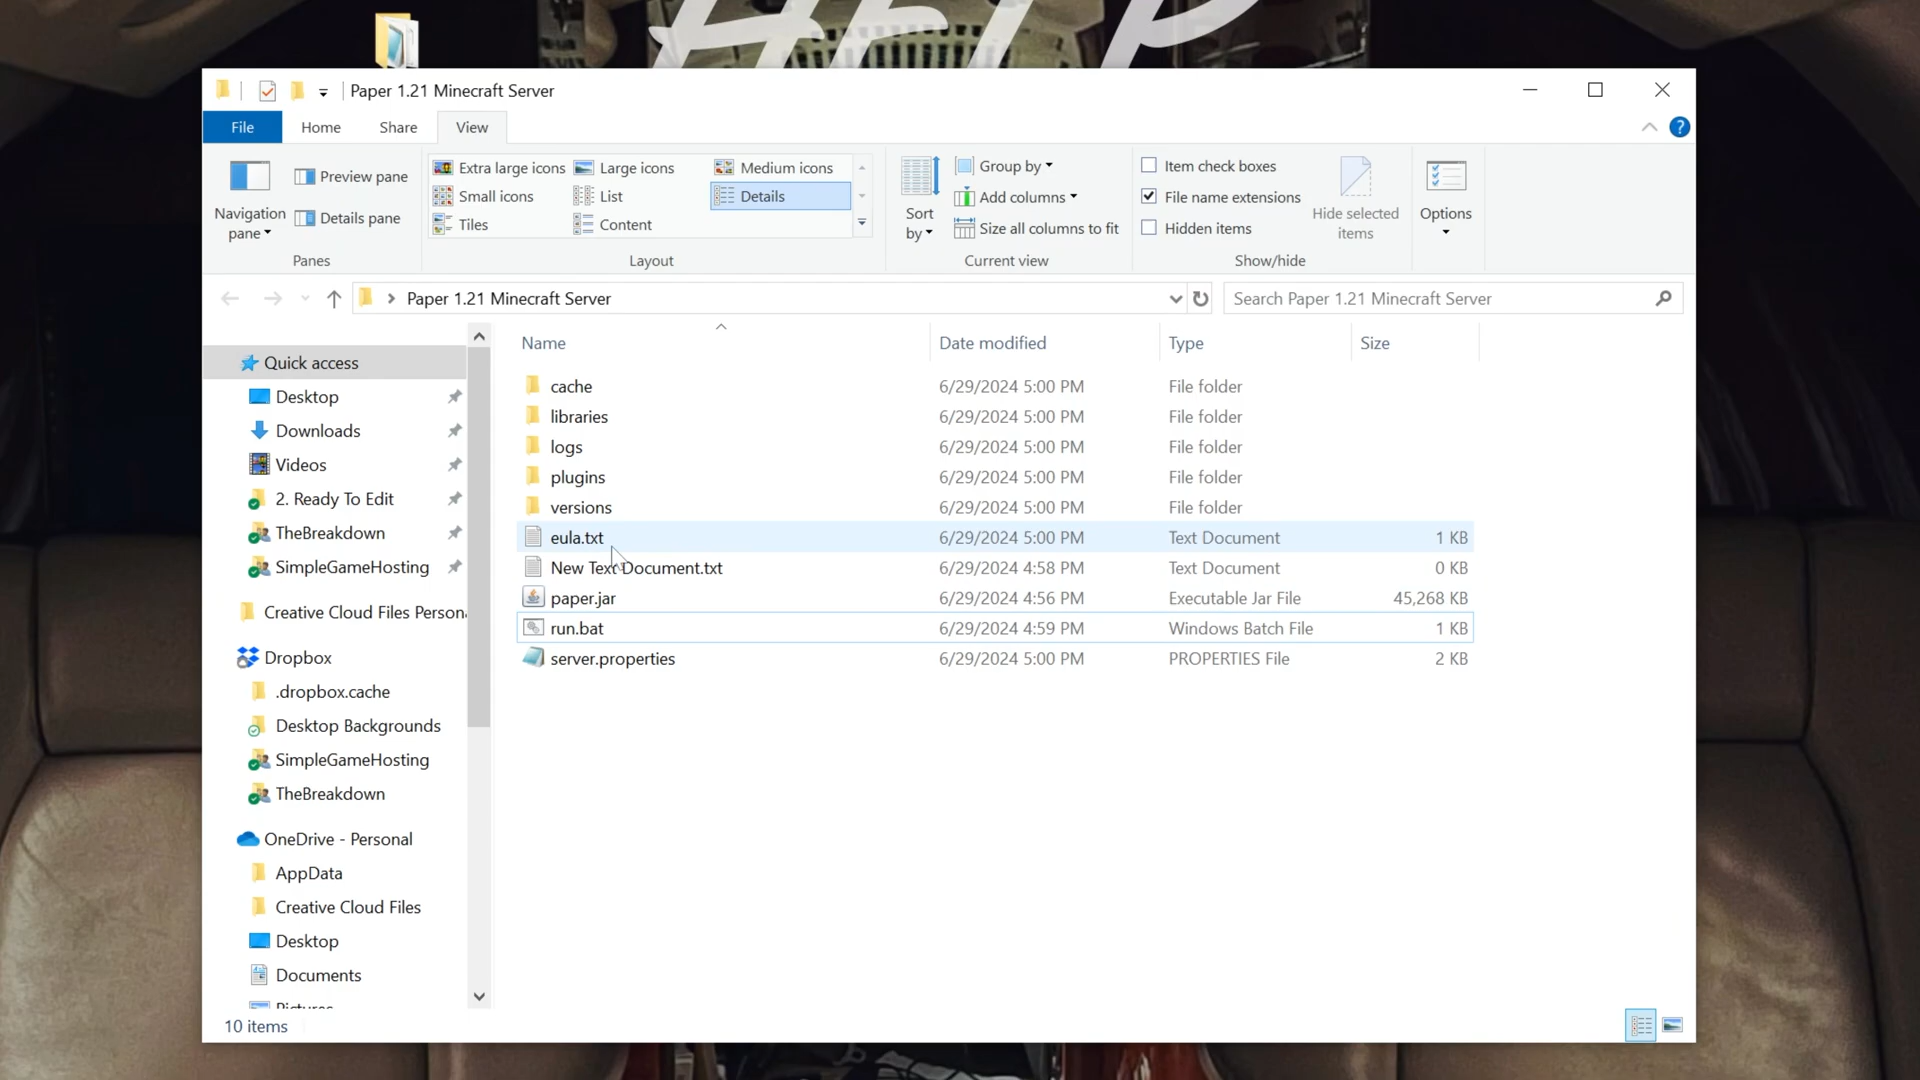 HELP
Paper 1.21 Minecraft Server
File Home Share View
Navigation pane
Preview pane
Details pane
Panes
Extra large icons Large icons Medium icons
Small icons List Details
Tiles Content
Layout
Sort by
Group by
Add columns
Size all columns to fit
Current view
Item check boxes
File name extensions
Hidden items
Hide selected items
Show/hide
Options
Paper 1.21 Minecraft Server
Search Paper 1.21 Minecraft Server
Quick access
Desktop
Downloads
Videos
2. Ready To Edit
TheBreakdown
SimpleGameHosting
Creative Cloud Files Person
Dropbox
.dropbox.cache
Desktop Backgrounds
SimpleGameHosting
TheBreakdown
OneDrive - Personal
AppData
Creative Cloud Files
Desktop
Documents
Pictures
Name Date modified Type Size
cache 6/29/2024 5:00 PM File folder
libraries 6/29/2024 5:00 PM File folder
logs 6/29/2024 5:00 PM File folder
plugins 6/29/2024 5:00 PM File folder
versions 6/29/2024 5:00 PM File folder
eula.txt 6/29/2024 5:00 PM Text Document 1 KB
New Text Document.txt 6/29/2024 4:58 PM Text Document 0 KB
paper.jar 6/29/2024 4:56 PM Executable Jar File 45,268 KB
run.bat 6/29/2024 4:59 PM Windows Batch File 1 KB
server.properties 6/29/2024 5:00 PM PROPERTIES File 2 KB
10 items